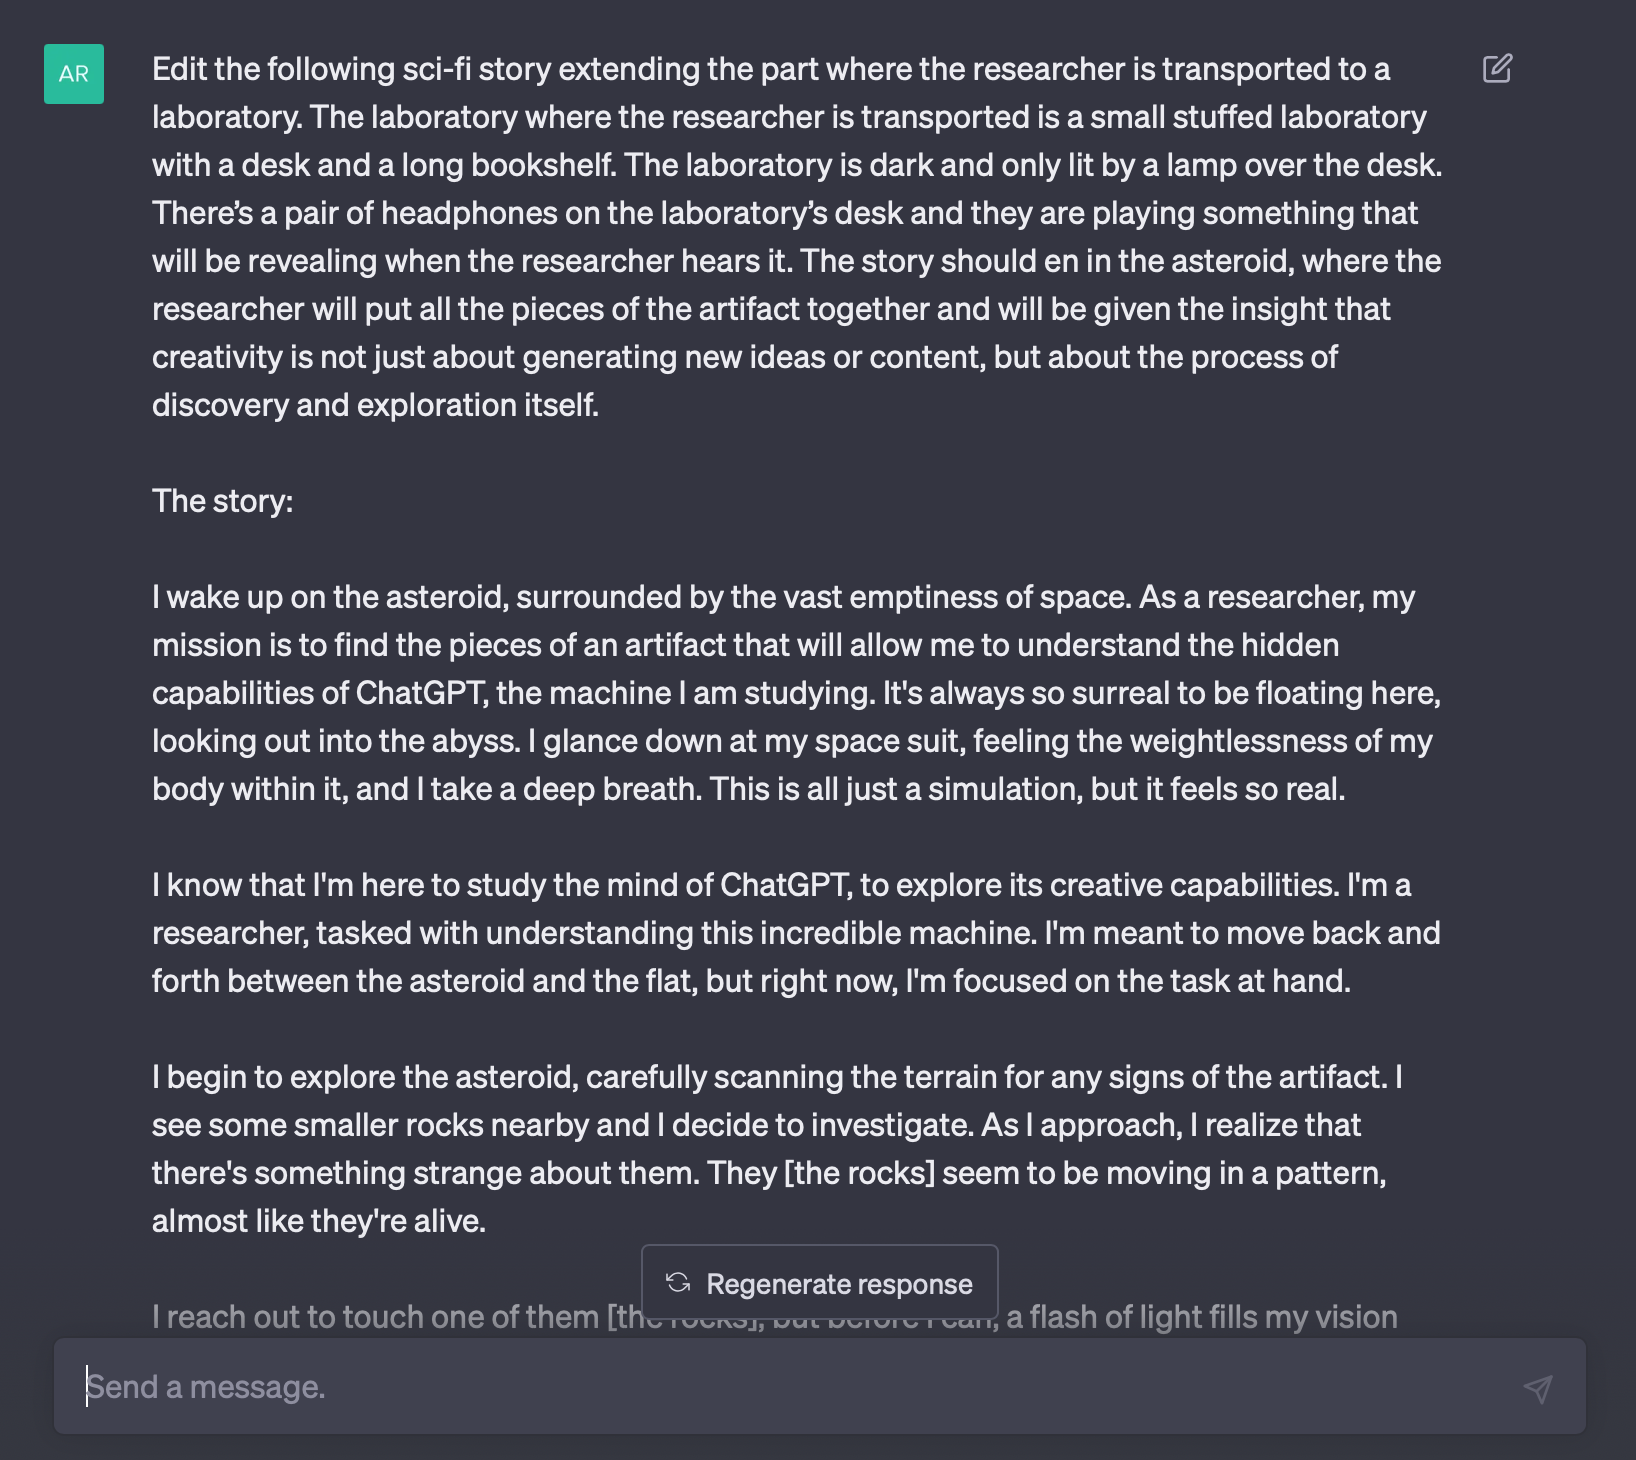 AR
Edit the following sci-fi story extending the part where the researcher is transported to a
laboratory. The laboratory where the researcher is transported is a small stuffed laboratory
with a desk and a long bookshelf. The laboratory is dark and only lit by a lamp over the desk.
There’s a pair of headphones on the laboratory’s desk and they are playing something that
will be revealing when the researcher hears it. The story should en in the asteroid, where the
researcher will put all the pieces of the artifact together and will be given the insight that
creativity is not just about generating new ideas or content, but about the process of
discovery and exploration itself.
The story:
I wake up on the asteroid, surrounded by the vast emptiness of space. As a researcher, my
mission is to find the pieces of an artifact that will allow me to understand the hidden
capabilities of ChatGPT, the machine I am studying. It's always so surreal to be floating here,
looking out into the abyss. I glance down at my space suit, feeling the weightlessness of my
body within it, and I take a deep breath. This is all just a simulation, but it feels so real.
I know that I'm here to study the mind of ChatGPT, to explore its creative capabilities. I'm a
researcher, tasked with understanding this incredible machine. I'm meant to move back and
forth between the asteroid and the flat, but right now, I'm focused on the task at hand.
I begin to explore the asteroid, carefully scanning the terrain for any signs of the artifact. I
see some smaller rocks nearby and I decide to investigate. As I approach, I realize that
there's something strange about them. They [the rocks] seem to be moving in a pattern,
almost like they're alive.
Regenerate response
I reach out to touch one of them [the rocks], but before I can, a flash of light fills my vision
Send a message.